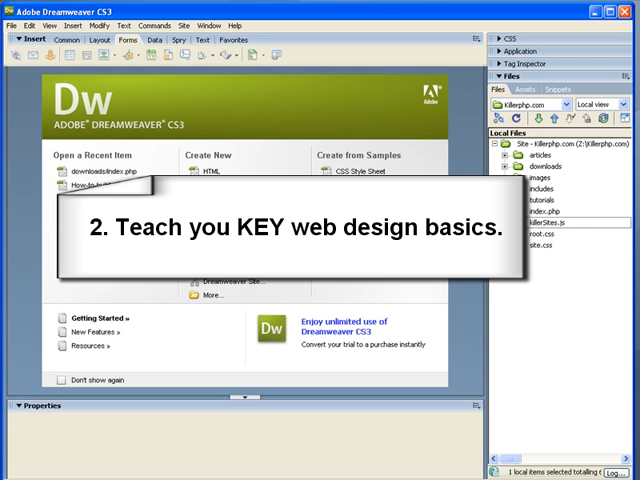 Adobe Dreamweaver CS3
File Edit View Insert Modify Text Commands Site Window Help
Insert Common Layout Forms Data Spry Text Favorites
Dw
ADOBE® DREAMWEAVER® CS3
Adobe
Open a Recent Item
Create New
Create from Samples
downloads/index.php
HTML
CSS Style Sheet
2. Teach you KEY web design basics.
Dreamweaver Site...
More...
Getting Started »
New Features »
Resources »
Dw
Enjoy unlimited use of
Dreamweaver CS3
Convert your trial to a purchase instantly
Don't show again
Properties
CSS
Application
Tag Inspector
Files
Files Assets Snippets
Killerphp.com
Local view
Local Files
Site - Killerphp.com (Z:\Killerphp.com)
articles
downloads
images
includes
tutorials
index.php
killerSites.js
root.css
site.css
1 local items selected totalling 6
Log...